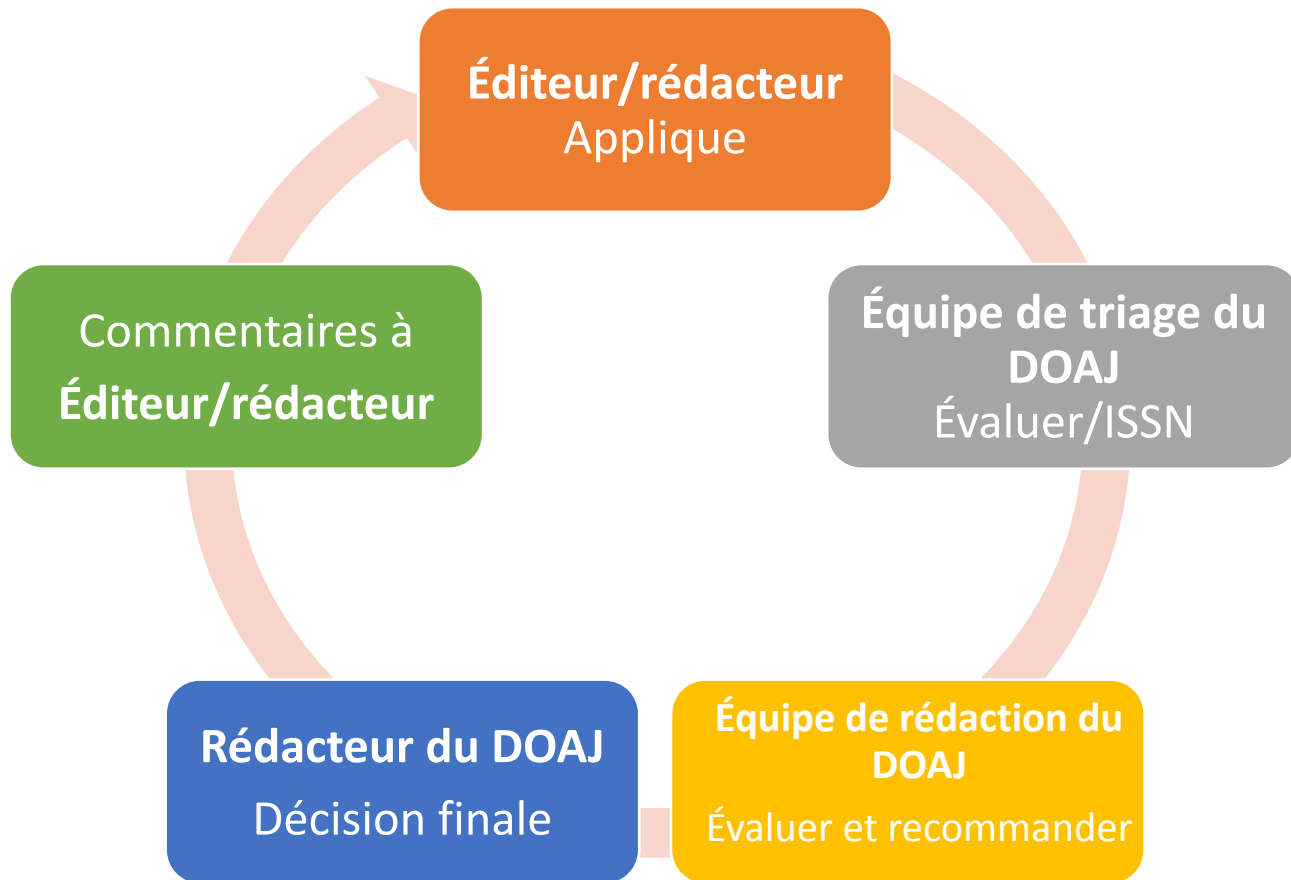 Éditeur/rédacteur
Applique
Équipe de triage du
DOAJ
Évaluer/ISSN
Équipe de rédaction du
DOAJ
Évaluer et recommander
Rédacteur du DOAJ
Décision finale
Commentaires à
Éditeur/rédacteur